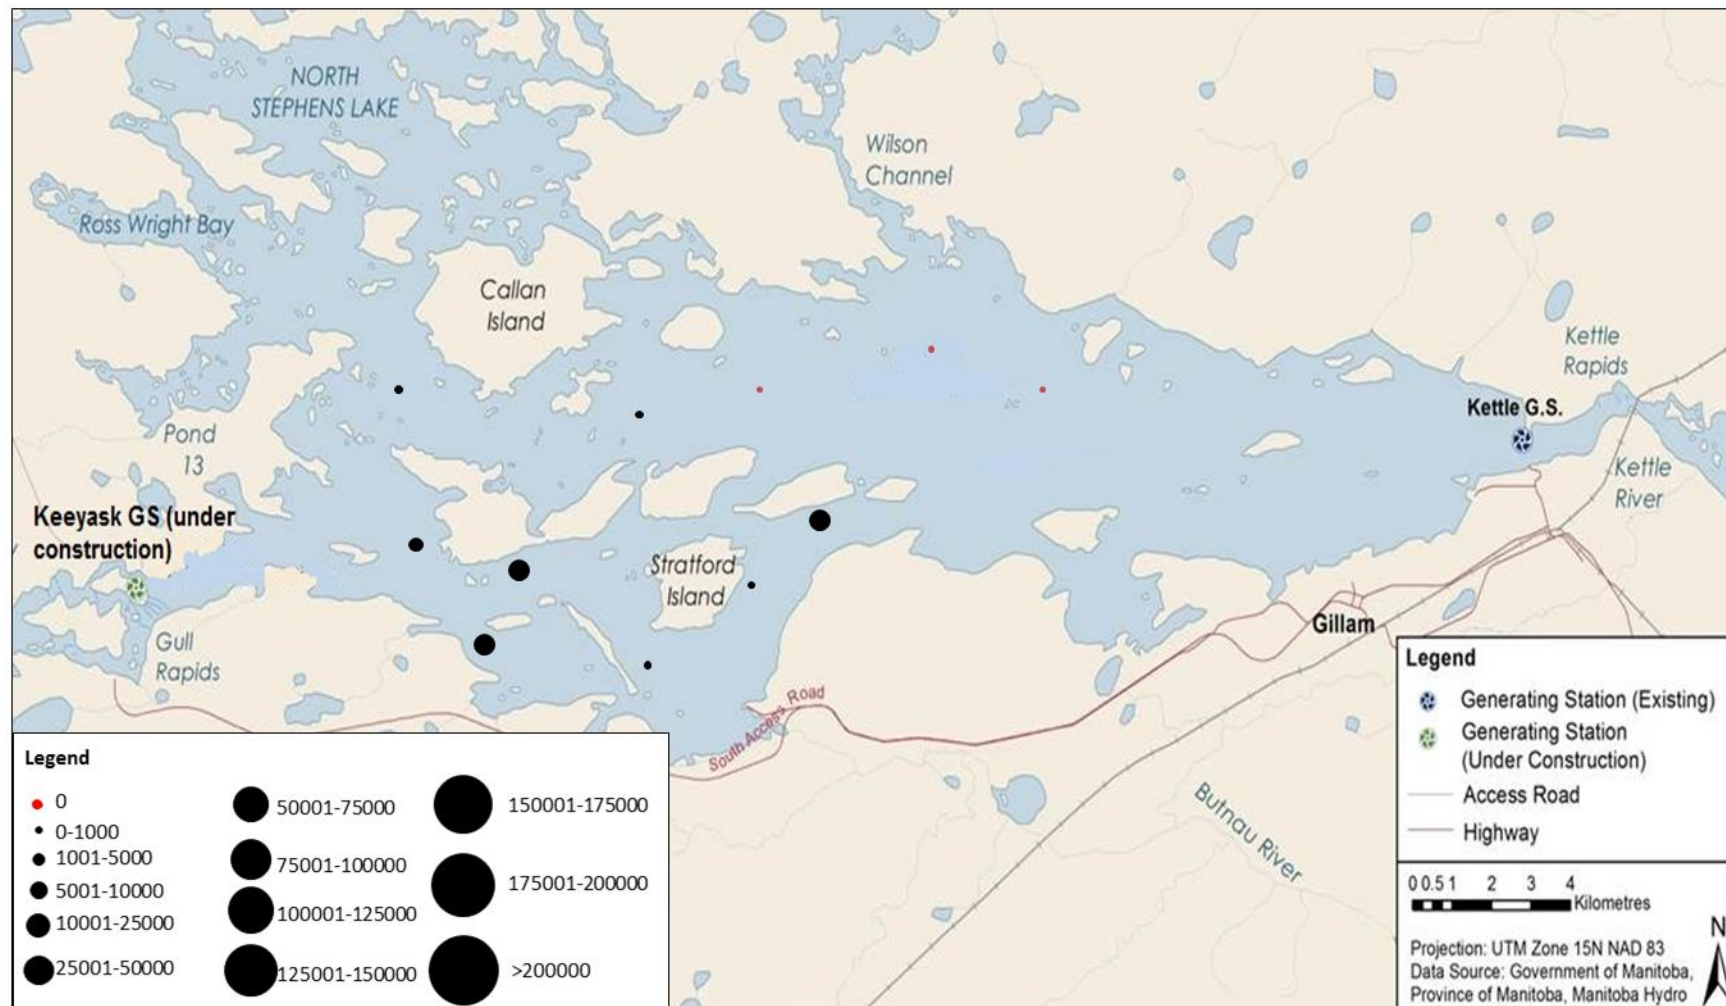 NORTH
STEPHENS LAKE
Wilson
Channel
Ross Wright Bay
Callan
Island
Kettle
Rapids
Kettle G.S.
Pond
13
Kettle
River
Keeyask GS (under
construction)
Stratford
Island
Gillam
Gull
Rapids
South Access Road
Butnau River
Legend
0
0-1000
1001-5000
5001-10000
10001-25000
25001-50000
50001-75000
75001-100000
100001-125000
125001-150000
150001-175000
175001-200000
>200000
Legend
Generating Station (Existing)
Generating Station
(Under Construction)
Access Road
Highway
0 0.5 1 2 3 4
Kilometres
N
Projection: UTM Zone 15N NAD 83
Data Source: Government of Manitoba,
Province of Manitoba, Manitoba Hydro